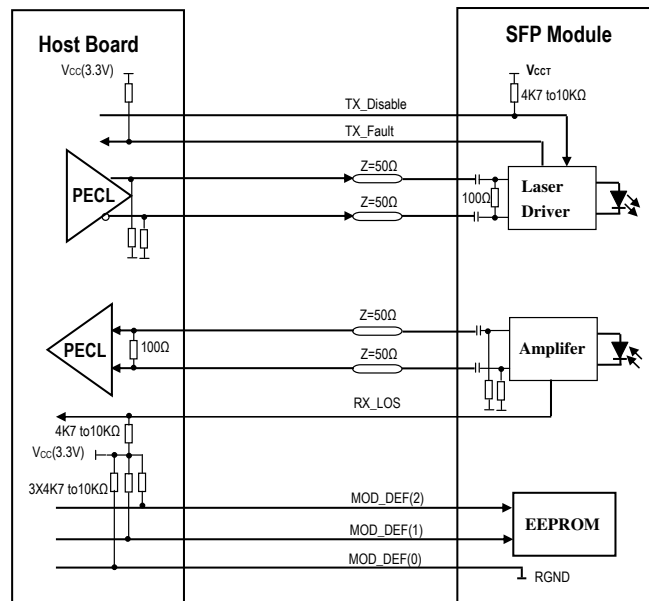 Host Board
SFP Module
Vcc(3.3V)
VCCT
4K7 to10KΩ
TX_Disable
TX_Fault
PECL
Z=50Ω
Z=50Ω
100Ω
Laser
Driver
PECL
100Ω
Z=50Ω
Z=50Ω
Amplifer
RX_LOS
4K7 to10KΩ
Vcc(3.3V)
3X4K7 to10KΩ
MOD_DEF(2)
MOD_DEF(1)
EEPROM
MOD_DEF(0)
RGND